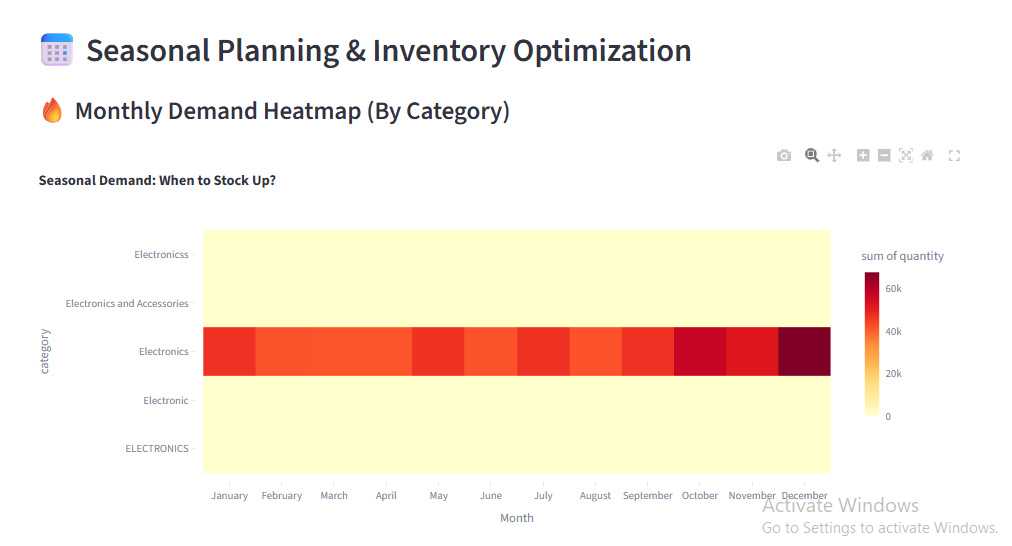 Seasonal Planning & Inventory Optimization
Monthly Demand Heatmap (By Category)
Seasonal Demand: When to Stock Up?
sum of quantity
60k
40k
20k
0
category
Electronicss
Electronics and Accessories
Electronics
Electronic
ELECTRONICS
January February March April May June July August September October November December
Month
Activate Windows
Go to Settings to activate Windows.